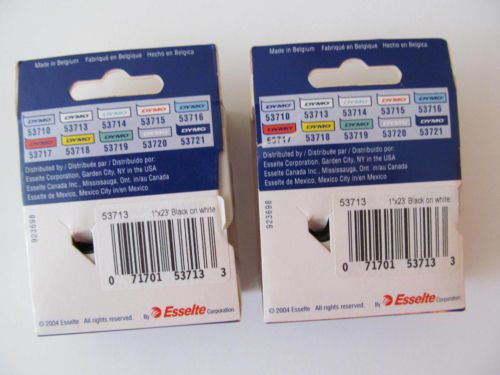 Made in Belgium Fabriqué en Belgique Hecho en Belgica
DYMO DYMO DYMO DYMO DYMO
53710 53713 53714 53715 53716
DYMO DYMO DYMO DYMO DYMO
53717 53718 53719 53720 53721
Distributed by / Distribuée par / Distribuido por:
Esselte Corporation, Garden City, NY in the USA
Esselte Canada Inc., Mississauga, Ont. in/au Canada
Esselte de Mexico, Mexico City in/en Mexico
923698
53713 1"x23' Black on white
0 71701 53713 3
© 2004 Esselte All rights reserved. By Esselte Corporation
Made in Belgium Fabriqué en Belgique Hecho en Belgica
DYMO DYMO DYMO DYMO DYMO
53710 53713 53714 53715 53716
DYMO DYMO DYMO DYMO DYMO
53717 53718 53719 53720 53721
Distributed by / Distribuée par / Distribuido por:
Esselte Corporation, Garden City, NY in the USA
Esselte Canada Inc., Mississauga, Ont. in/au Canada
Esselte de Mexico, Mexico City in/en Mexico
923698
53713 1"x23' Black on white
0 71701 53713 3
© 2004 Esselte All rights reserved. By Esselte Corporation